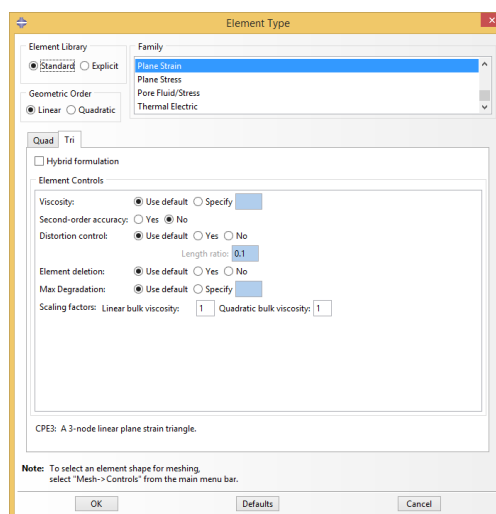 Element Type
Element Library
Family
Standard Explicit
Plane Strain
Plane Stress
Pore Fluid/Stress
Thermal Electric
Geometric Order
Linear Quadratic
Quad Tri
Hybrid formulation
Element Controls
Viscosity: Use default Specify
Second-order accuracy: Yes No
Distortion control: Use default Yes No
Length ratio: 0.1
Element deletion: Use default Yes No
Max Degradation: Use default Specify
Scaling factors: Linear bulk viscosity: 1 Quadratic bulk viscosity: 1
CPE3: A 3-node linear plane strain triangle.
Note: To select an element shape for meshing,
select "Mesh->Controls" from the main menu bar.
OK Defaults Cancel